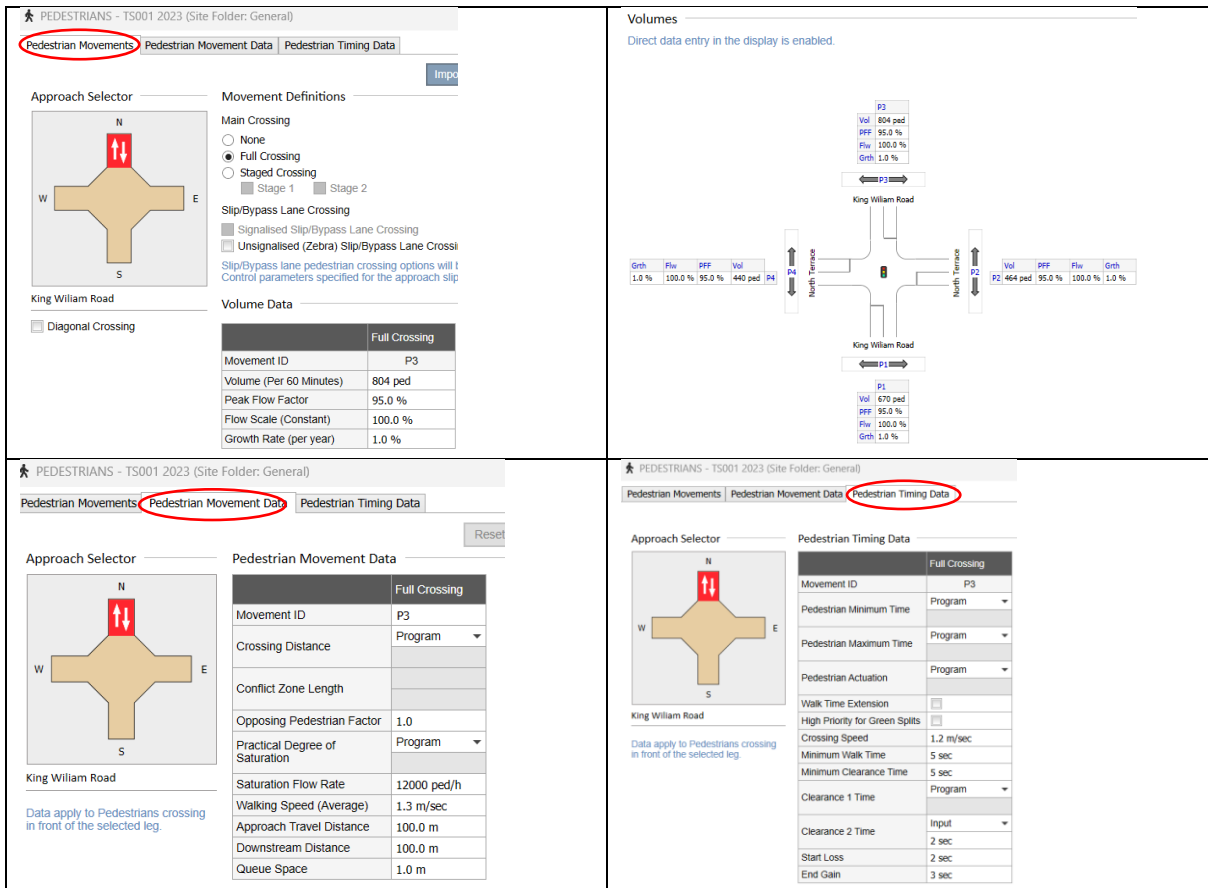 PEDESTRIANS - TS001 2023 (Site Folder: General)
Pedestrian Movements Pedestrian Movement Data Pedestrian Timing Data
Impo
Approach Selector
N
W E
S
King Wiliam Road
Diagonal Crossing
Movement Definitions
Main Crossing
None
Full Crossing
Staged Crossing
Stage 1 Stage 2
Slip/Bypass Lane Crossing
Signalised Slip/Bypass Lane Crossing
Unsignalised (Zebra) Slip/Bypass Lane Crossi
Slip/Bypass lane pedestrian crossing options will b
Control parameters specified for the approach slip
Volume Data
Full Crossing
Movement ID P3
Volume (Per 60 Minutes) 804 ped
Peak Flow Factor 95.0 %
Flow Scale (Constant) 100.0 %
Growth Rate (per year) 1.0 %
Volumes
Direct data entry in the display is enabled.
P3
Vol 804 ped
PFF 95.0 %
Flw 100.0 %
Grth 1.0 %
P3
King Wiliam Road
Grth Flw PFF Vol
1.0 % 100.0 % 95.0 % 440 ped P4
P4
North Terrace
North Terrace
P2
Vol PFF Flw Grth
P2 464 ped 95.0 % 100.0 % 1.0 %
King Wiliam Road
P1
P1
Vol 670 ped
PFF 95.0 %
Flw 100.0 %
Grth 1.0 %
PEDESTRIANS - TS001 2023 (Site Folder: General)
Pedestrian Movements Pedestrian Movement Data Pedestrian Timing Data
Reset
Approach Selector
N
W E
S
King Wiliam Road
Data apply to Pedestrians crossing
in front of the selected leg.
Pedestrian Movement Data
Full Crossing
Movement ID P3
Crossing Distance Program
Conflict Zone Length
Opposing Pedestrian Factor 1.0
Practical Degree of
Saturation Program
Saturation Flow Rate 12000 ped/h
Walking Speed (Average) 1.3 m/sec
Approach Travel Distance 100.0 m
Downstream Distance 100.0 m
Queue Space 1.0 m
PEDESTRIANS - TS001 2023 (Site Folder: General)
Pedestrian Movements Pedestrian Movement Data Pedestrian Timing Data
Approach Selector
N
W E
S
King Wiliam Road
Data apply to Pedestrians crossing
in front of the selected leg.
Pedestrian Timing Data
Full Crossing
Movement ID P3
Pedestrian Minimum Time Program
Pedestrian Maximum Time Program
Pedestrian Actuation Program
Walk Time Extension
High Priority for Green Splits
Crossing Speed 1.2 m/sec
Minimum Walk Time 5 sec
Minimum Clearance Time 5 sec
Clearance 1 Time Program
Clearance 2 Time Input
2 sec
Start Loss 2 sec
End Gain 3 sec